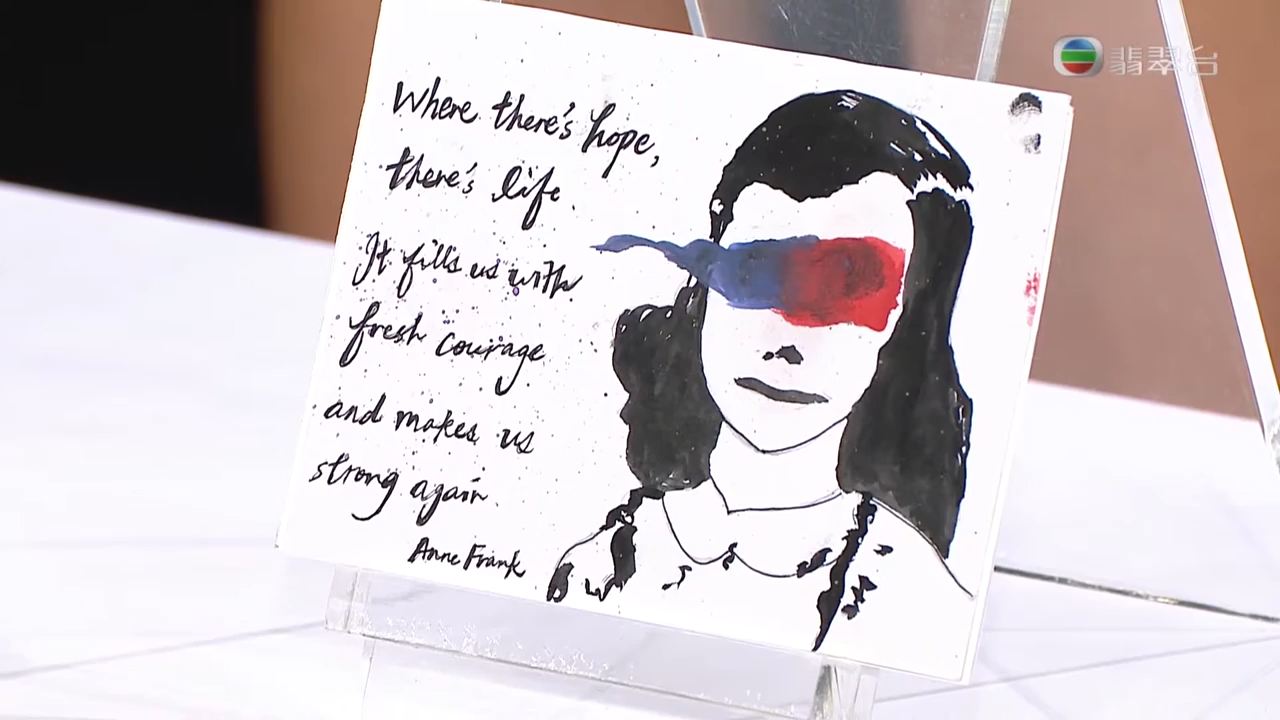 翡翠台
Where there's hope,
there's life.
It fills us with
fresh courage
and makes us
strong again.
Anne Frank